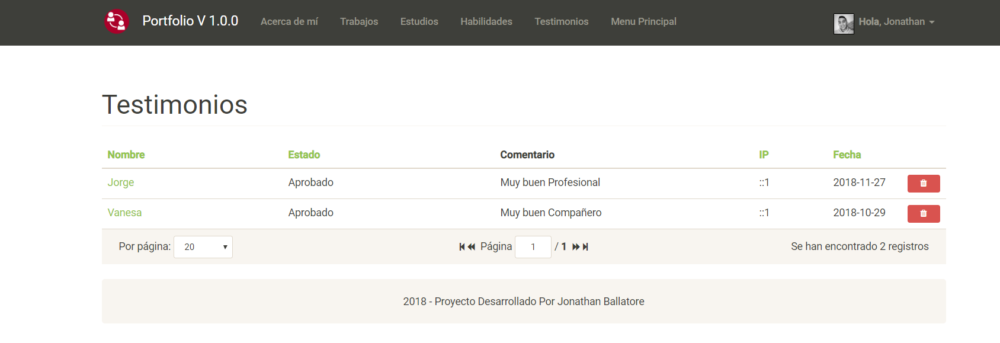 Portfolio V 1.0.0 Acerca de mí Trabajos Estudios Habilidades Testimonios Menu Principal Hola, Jonathan
Testimonios
Nombre Estado Comentario IP Fecha
Jorge Aprobado Muy buen Profesional ::1 2018-11-27
Vanesa Aprobado Muy buen Compañero ::1 2018-10-29
Por página: 20 Página 1 / 1 Se han encontrado 2 registros
2018 - Proyecto Desarrollado Por Jonathan Ballatore